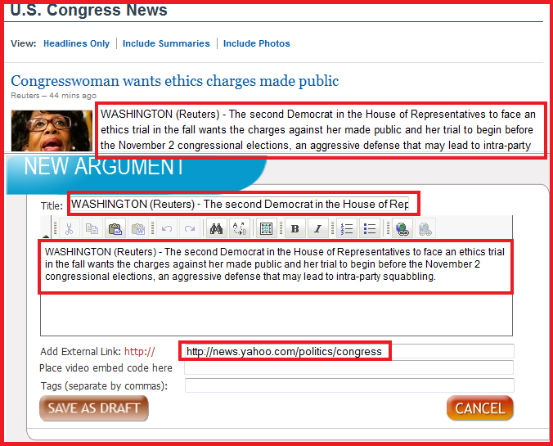 U.S. Congress News
View: Headlines Only | Include Summaries | Include Photos
Congresswoman wants ethics charges made public
Reuters – 44 mins ago
WASHINGTON (Reuters) - The second Democrat in the House of Representatives to face an
ethics trial in the fall wants the charges against her made public and her trial to begin before
the November 2 congressional elections, an aggressive defense that may lead to intra-party
NEW ARGUMENT
Title: WASHINGTON (Reuters) - The second Democrat in the House of Rep
B I
WASHINGTON (Reuters) - The second Democrat in the House of Representatives to face an ethics trial
in the fall wants the charges against her made public and her trial to begin before the November 2
congressional elections, an aggressive defense that may lead to intra-party squabbling.
Add External Link: http:// http://news.yahoo.com/politics/congress
Place video embed code here
Tags (separate by commas):
SAVE AS DRAFT CANCEL